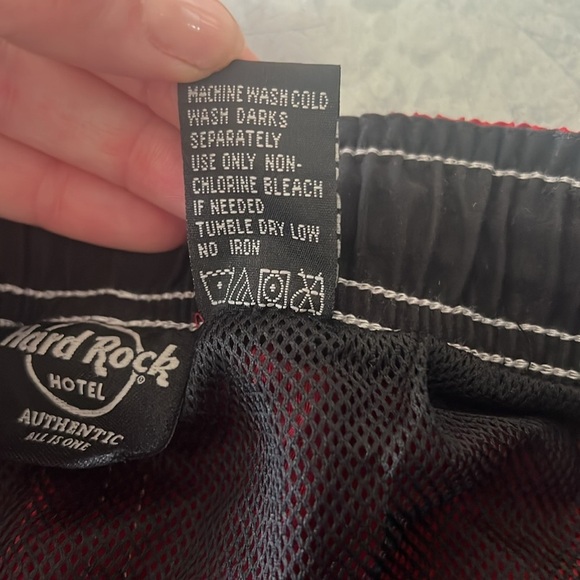 MACHINE WASH COLD
WASH DARKS
SEPARATELY
USE ONLY NON-
CHLORINE BLEACH
IF NEEDED
TUMBLE DRY LOW
NO IRON
Hard Rock
HOTEL
®
AUTHENTIC
ALL IS ONE